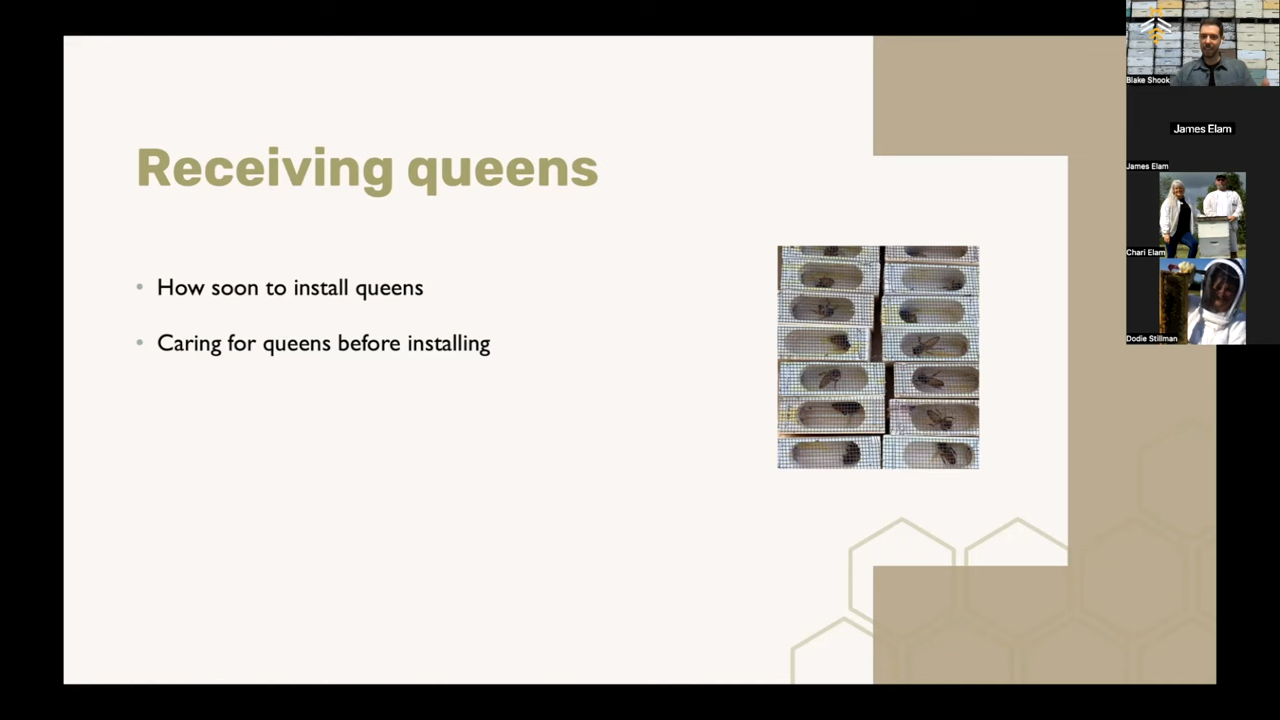 Receiving queens
How soon to install queens
Caring for queens before installing
Blake Shook
James Elam
James Elam
Chari Elam
Dodie Stillman